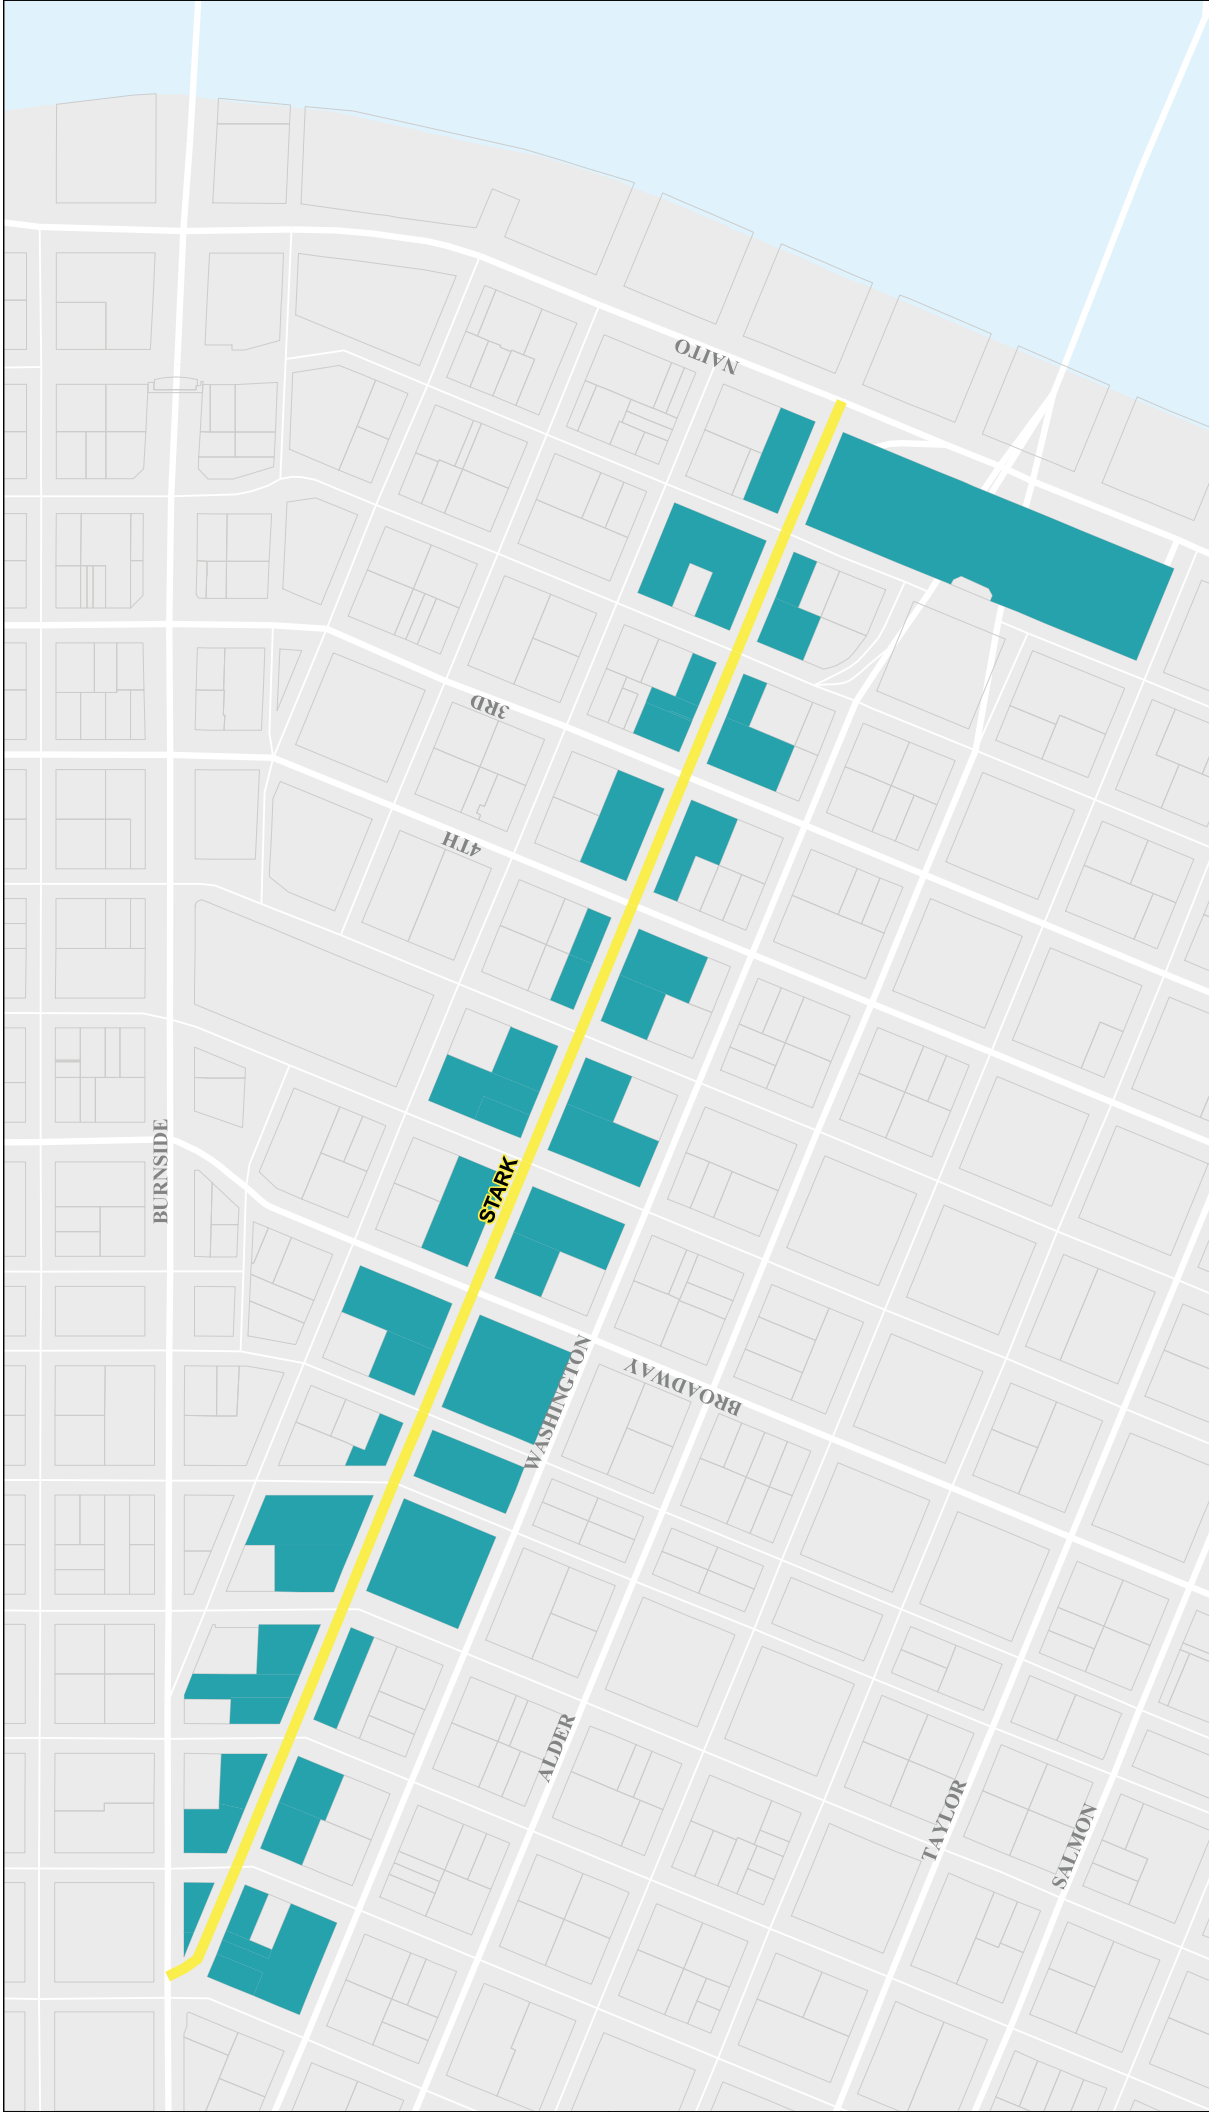 NAITO
3RD
4TH
BURNSIDE
STARK
WASHINGTON
BROADWAY
ALDER
TAYLOR
SALMON